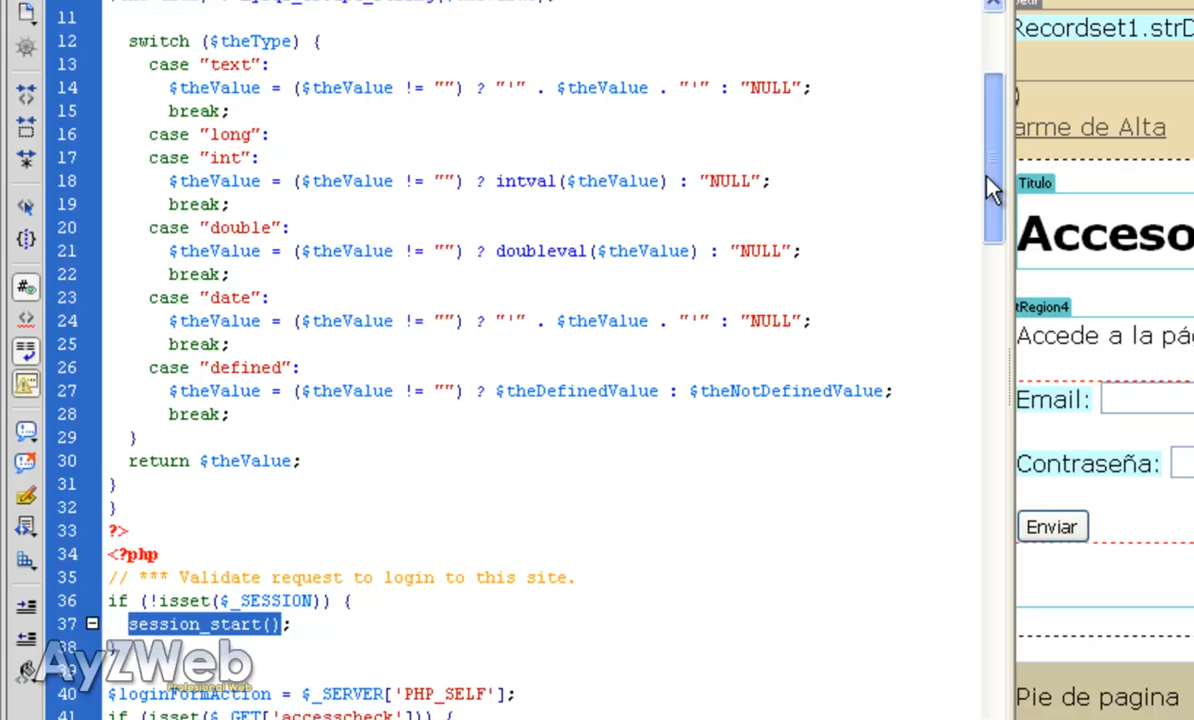 11
12 switch ($theType) {
13 case "text":
14 $theValue = ($theValue != "") ? "'" . $theValue . "'" : "NULL";
15 break;
16 case "long":
17 case "int":
18 $theValue = ($theValue != "") ? intval($theValue) : "NULL";
19 break;
20 case "double":
21 $theValue = ($theValue != "") ? doubleval($theValue) : "NULL";
22 break;
23 case "date":
24 $theValue = ($theValue != "") ? "'" . $theValue . "'" : "NULL";
25 break;
26 case "defined":
27 $theValue = ($theValue != "") ? $theDefinedValue : $theNotDefinedValue;
28 break;
29 }
30 return $theValue;
31 }
32 }
33 ?>
34 <?php
35 // *** Validate request to login to this site.
36 if (!isset($_SESSION)) {
37 session_start();
38
AyZWeb
Profesional Web
40 $loginFormAction = $_SERVER['PHP_SELF'];
41 if (isset($_GET['accesscheck'])) {
Recordset1.strD
arme de Alta
Titulo
Acceso
tRegion4
Accede a la pá
Email:
Contraseña:
Enviar
Pie de pagina